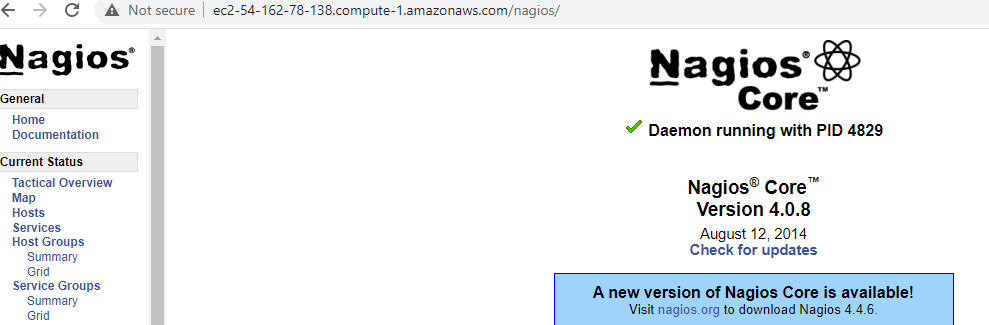 Not secure | ec2-54-162-78-138.compute-1.amazonaws.com/nagios/
Nagios®
General
Home
Documentation
Current Status
Tactical Overview
Map
Hosts
Services
Host Groups
Summary
Grid
Service Groups
Summary
Grid
Nagios®
Core™
Daemon running with PID 4829
Nagios® Core™
Version 4.0.8
August 12, 2014
Check for updates
A new version of Nagios Core is available!
Visit nagios.org to download Nagios 4.4.6.